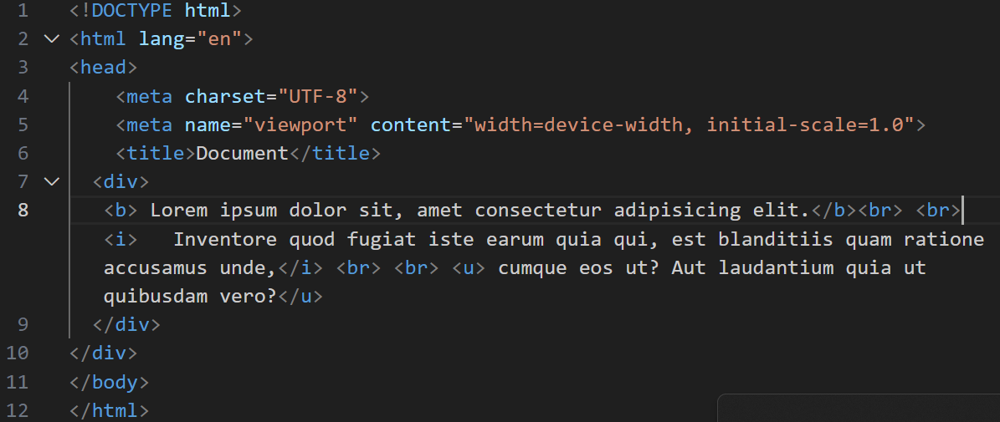 1 <!DOCTYPE html>
2 <html lang="en">
3 <head>
4 <meta charset="UTF-8">
5 <meta name="viewport" content="width=device-width, initial-scale=1.0">
6 <title>Document</title>
7 <div>
8 <b> Lorem ipsum dolor sit, amet consectetur adipisicing elit.</b><br> <br>
<i>   Inventore quod fugiat iste earum quia qui, est blanditiis quam ratione
accusamus unde,</i> <br> <br> <u> cumque eos ut? Aut laudantium quia ut
quibusdam vero?</u>
9 </div>
10 </div>
11 </body>
12 </html>